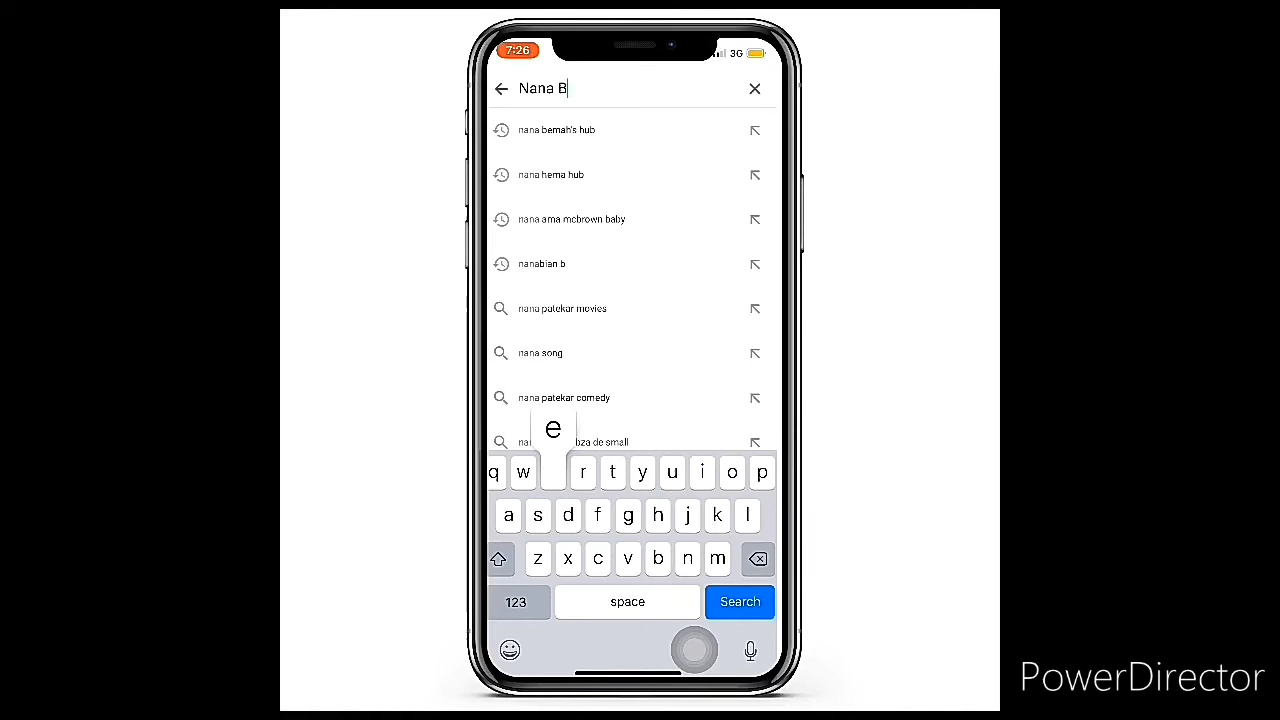 7:26
3G
Nana B
nana bemah's hub
nana hema hub
nana ama mcbrown baby
nanabian b
nana patekar movies
nana song
nana patekar comedy
de small
e
q w r t y u i o p
a s d f g h j k l
z x c v b n m
123 space Search
PowerDirector